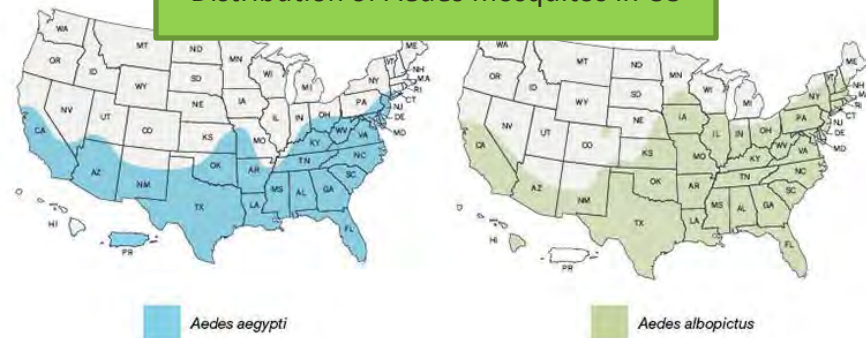 Distribution of Aedes mosquitos in US
WA
MT
ND
MN
ME
OR
ID
SD
WI
MI
NY
VT
NH
MA
RI
CT
WY
NE
IA
IL
IN
OH
PA
NJ
DE
MD
NV
UT
CO
KS
MO
KY
WV
VA
CA
AZ
NM
OK
AR
TN
NC
SC
TX
LA
MS
AL
GA
FL
HI
PR
WA
MT
ND
MN
ME
OR
ID
SD
WI
MI
NY
VT
NH
MA
RI
CT
WY
NE
IA
IL
IN
OH
PA
NJ
DE
MD
NV
UT
CO
KS
MO
KY
WV
VA
CA
AZ
NM
OK
AR
TN
NC
SC
TX
LA
MS
AL
GA
FL
HI
PR
Aedes aegypti
Aedes albopictus